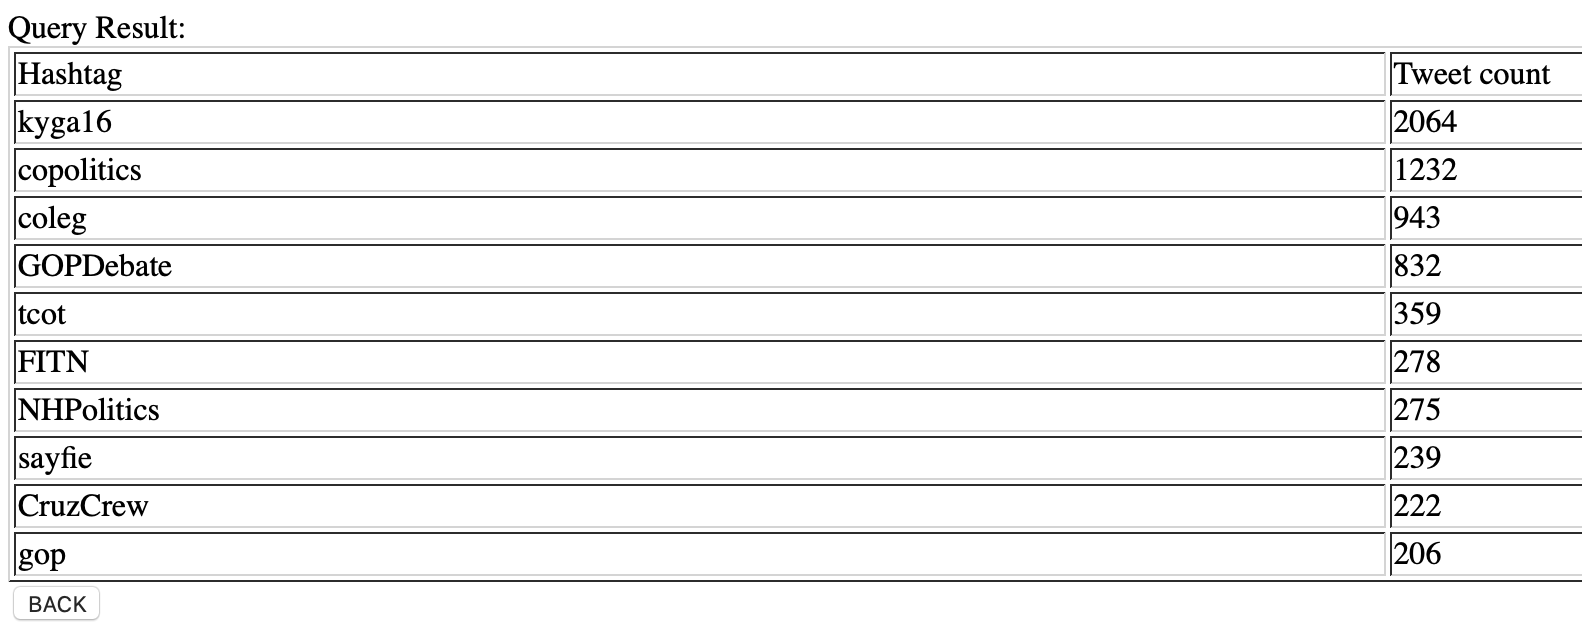 Query Result:
Hashtag Tweet count
kyga16 2064
copolitics 1232
coleg 943
GOPDebate 832
tcot 359
FITN 278
NHPolitics 275
sayfie 239
CruzCrew 222
gop 206
BACK